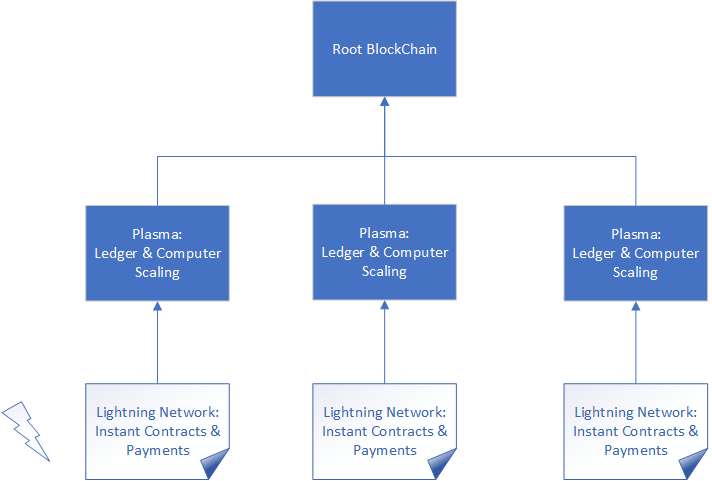 Root BlockChain
Plasma:
Ledger & Computer
Scaling
Plasma:
Ledger & Computer
Scaling
Plasma:
Ledger & Computer
Scaling
Lightning Network:
Instant Contracts &
Payments
Lightning Network:
Instant Contracts &
Payments
Lightning Network:
Instant Contracts &
Payments